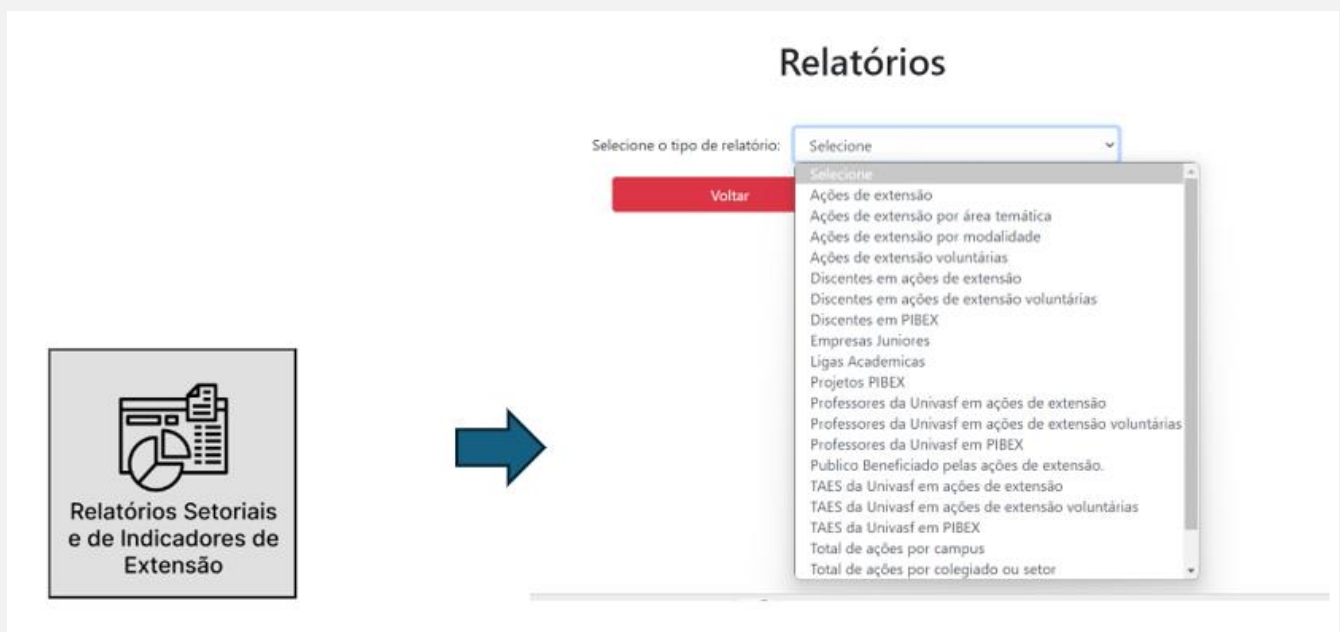 Relatórios
Selecione o tipo de relatório:
Selecione
Voltar
Selecione
Ações de extensão
Ações de extensão por área temática
Ações de extensão por modalidade
Ações de extensão voluntárias
Discentes em ações de extensão
Discentes em ações de extensão voluntárias
Discentes em PIBEX
Empresas Juniores
Ligas Academicas
Projetos PIBEX
Professores da Univasf em ações de extensão
Professores da Univasf em ações de extensão voluntárias
Professores da Univasf em PIBEX
Publico Beneficiado pelas ações de extensão.
TAES da Univasf em ações de extensão
TAES da Univasf em ações de extensão voluntárias
TAES da Univasf em PIBEX
Total de ações por campus
Total de ações por colegiado ou setor
Relatórios Setoriais
e de Indicadores de
Extensão